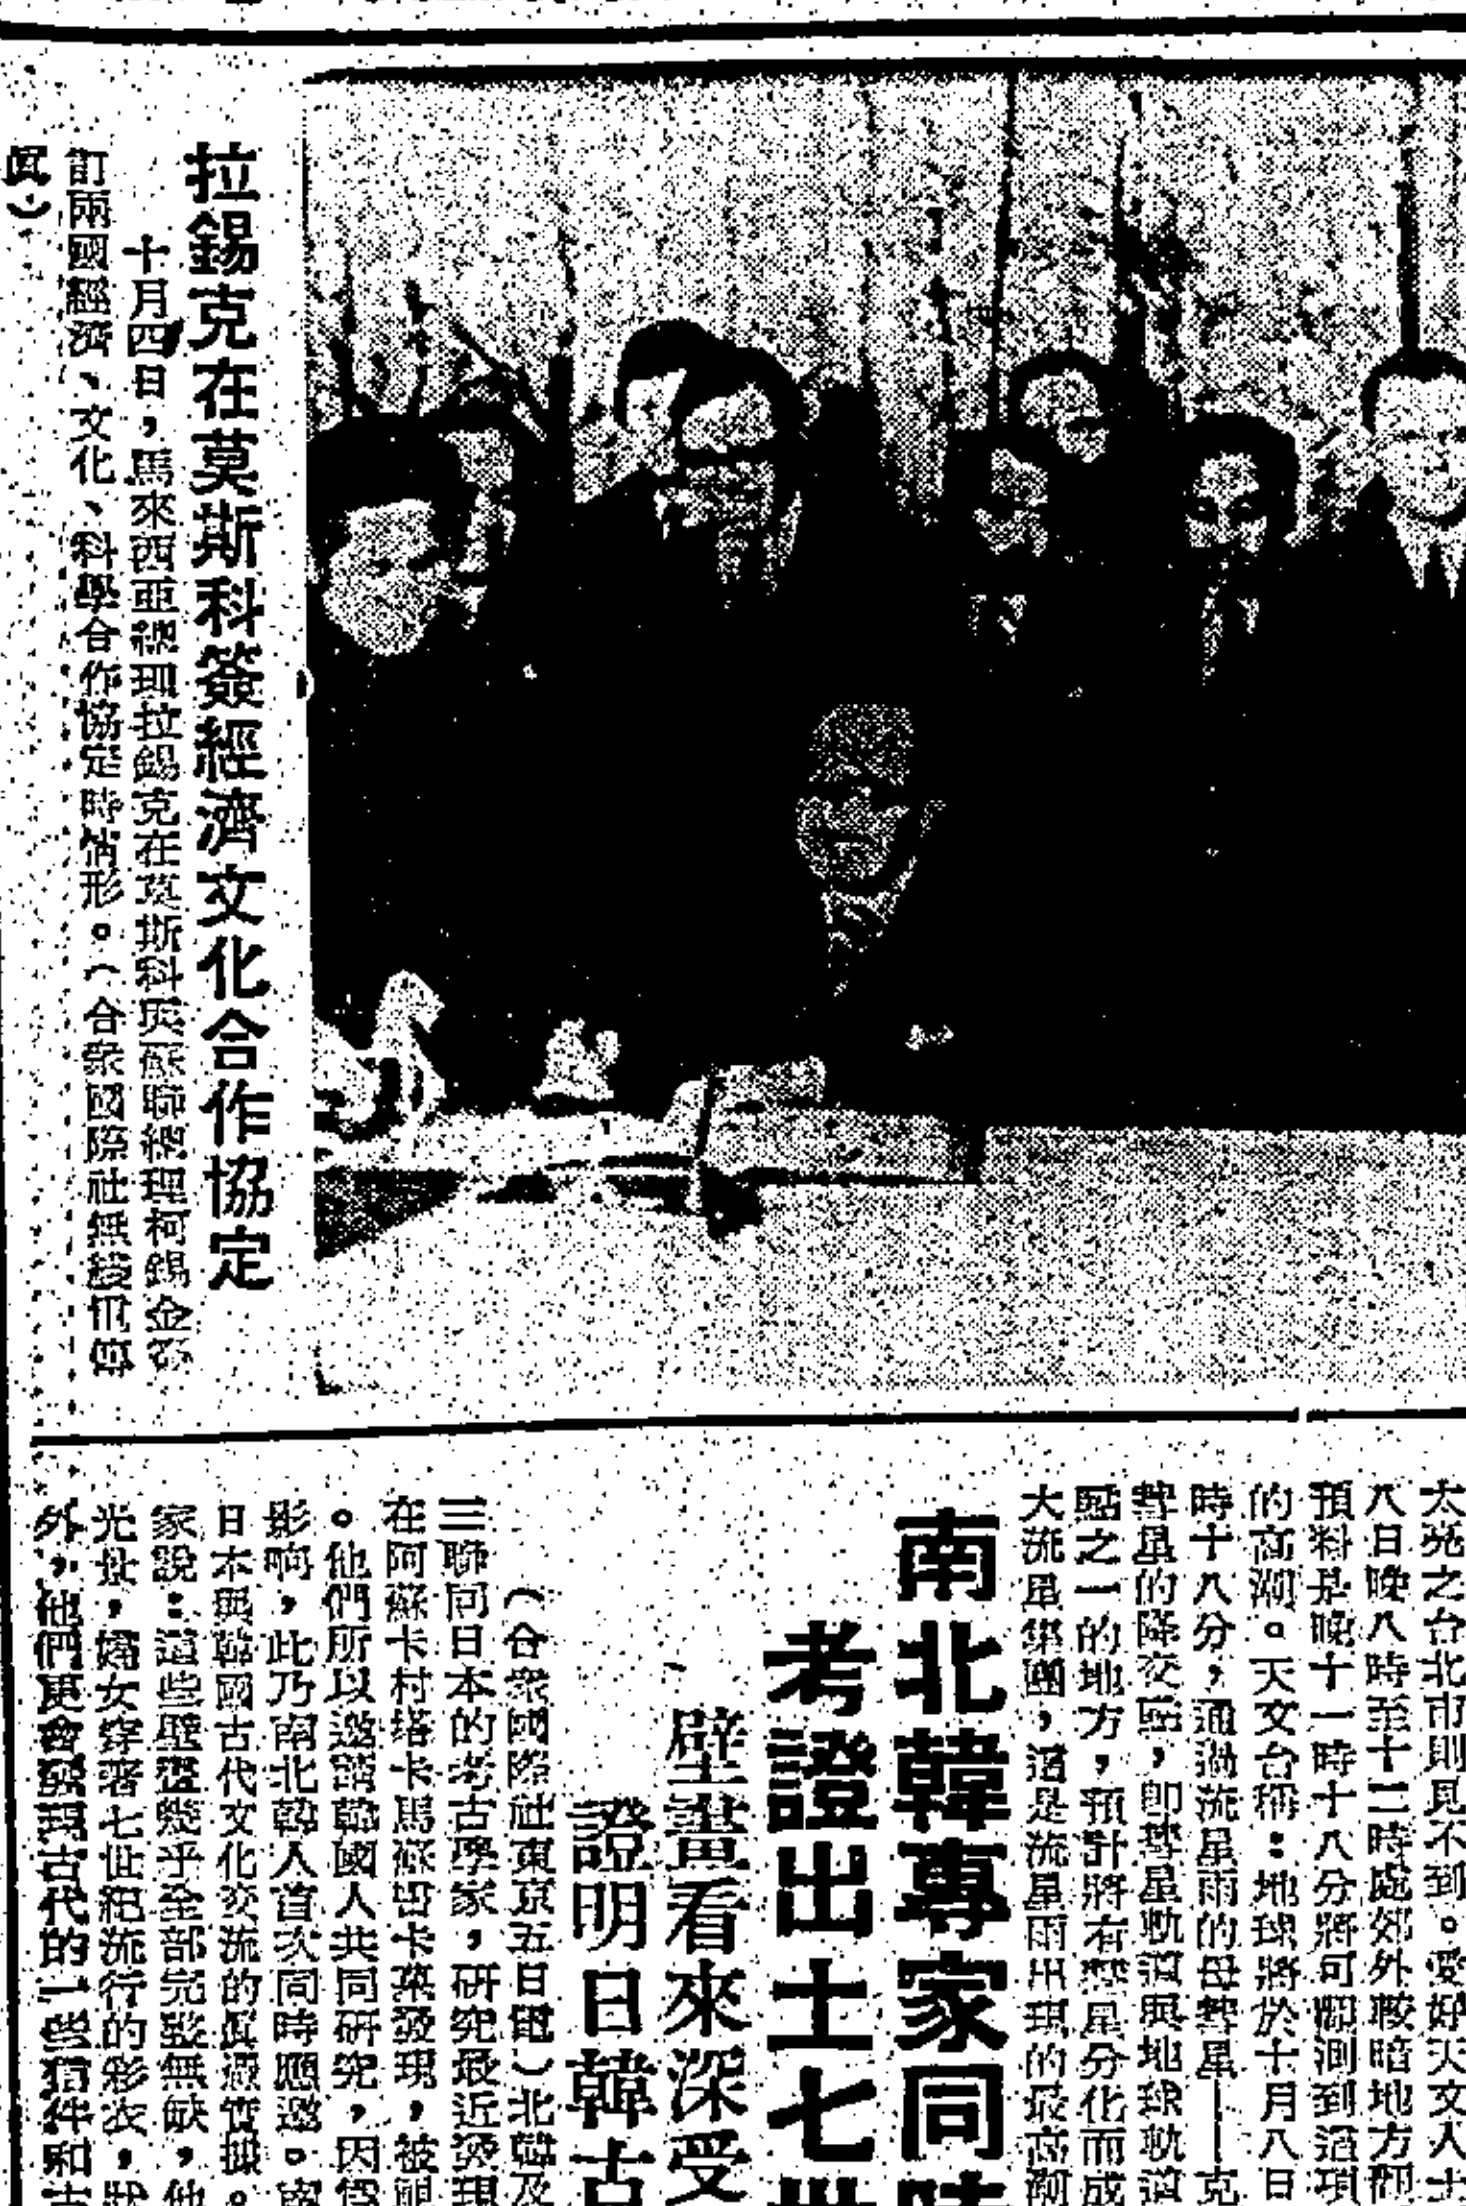 拉錫克在莫斯科簽經濟文化合作協定
十月四日，馬來西亞總理拉錫克在莫斯科與蘇聯總理柯錫金簽
訂兩國經濟、文化、科學合作協定時情形。（合眾國際社無線電傳
眞）
太亮之台北市則見不到。愛好天文人士
八日晚八時至十二時處郊外較暗地方
預料是晚十一時十八分將可觀測到這項
的高潮。天文台稱：地球將於十月八日
時十八分，通過流星雨的母彗星——克
彗星的降交點，即彗星軌道與地球軌道
點之一的地方，預計將有彗星分化而成
大流星集團，這是流星雨出現的最高潮
南北韓專家同時
考證出土七世
壁畫看來深受
證明日韓古
（合眾國際社東京五日電）北韓及
三聯同日本的考古學家，研究最近發現
在阿蘇卡村塔卡馬蘇
。他們所以邀請韓國人共同研究，因爲
影响，此乃南北韓人首次同時應邀。
日本與韓國古代文化交流的眞憑實據。
家說：這些壁畫幾乎全部完整無缺，他
光景，婦女穿著七世紀流行的彩衣，
外，他們更會發現古代的一些